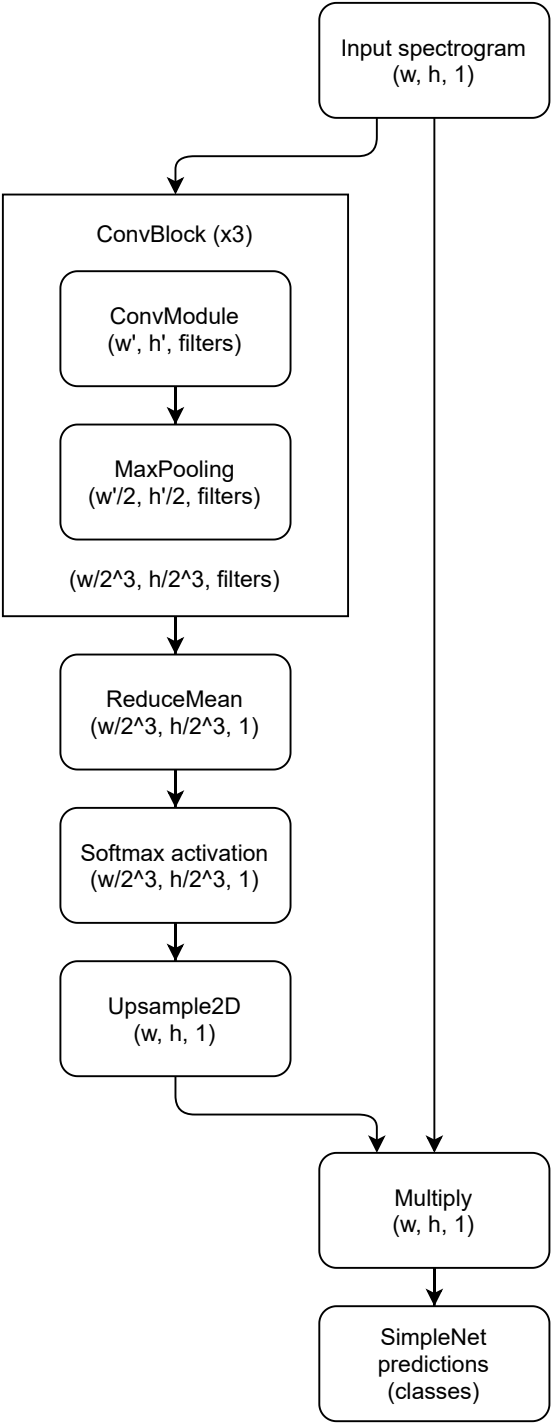 Input spectrogram
(w, h, 1)
ConvBlock (x3)
ConvModule
(w', h', filters)
MaxPooling
(w'/2, h'/2, filters)
(w/2^3, h/2^3, filters)
ReduceMean
(w/2^3, h/2^3, 1)
Softmax activation
(w/2^3, h/2^3, 1)
Upsample2D
(w, h, 1)
Multiply
(w, h, 1)
SimpleNet
predictions
(classes)